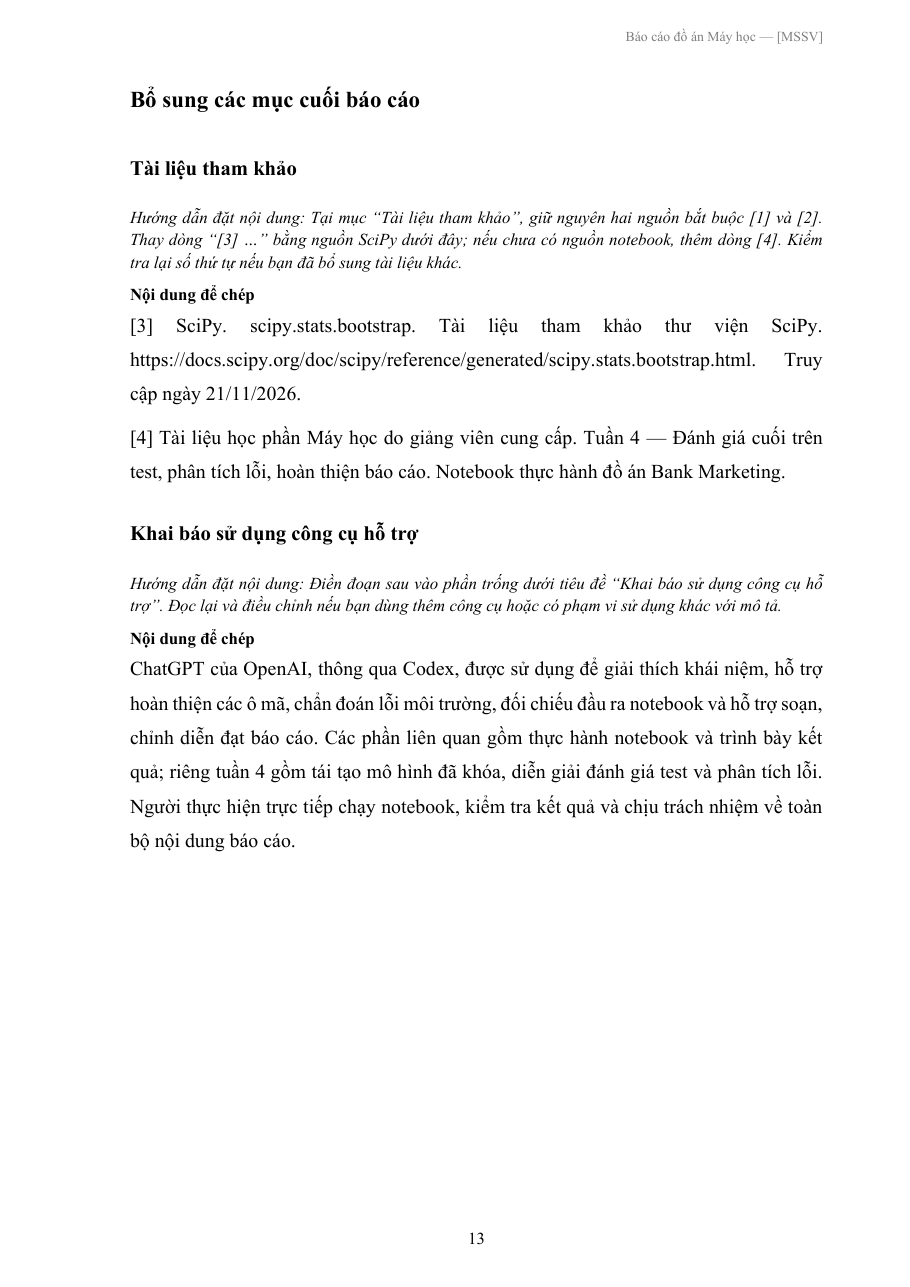 Báo cáo đồ án Máy học — [MSSV]
Bổ sung các mục cuối báo cáo
Tài liệu tham khảo
Hướng dẫn đặt nội dung: Tại mục “Tài liệu tham khảo”, giữ nguyên hai nguồn bắt buộc [1] và [2].
Thay dòng “[3] ...” bằng nguồn SciPy dưới đây; nếu chưa có nguồn notebook, thêm dòng [4]. Kiểm
tra lại số thứ tự nếu bạn đã bổ sung tài liệu khác.
Nội dung để chép
[3] SciPy. scipy.stats.bootstrap. Tài liệu tham khảo thư viện SciPy.
https://docs.scipy.org/doc/scipy/reference/generated/scipy.stats.bootstrap.html. Truy
cập ngày 21/11/2026.
[4] Tài liệu học phần Máy học do giảng viên cung cấp. Tuần 4 — Đánh giá cuối trên
test, phân tích lỗi, hoàn thiện báo cáo. Notebook thực hành đồ án Bank Marketing.
Khai báo sử dụng công cụ hỗ trợ
Hướng dẫn đặt nội dung: Điền đoạn sau vào phần trống dưới tiêu đề “Khai báo sử dụng công cụ hỗ
trợ”. Đọc lại và điều chỉnh nếu bạn dùng thêm công cụ hoặc có phạm vi sử dụng khác với mô tả.
Nội dung để chép
ChatGPT của OpenAI, thông qua Codex, được sử dụng để giải thích khái niệm, hỗ trợ
hoàn thiện các ô mã, chẩn đoán lỗi môi trường, đối chiếu đầu ra notebook và hỗ trợ soạn,
chỉnh diễn đạt báo cáo. Các phần liên quan gồm thực hành notebook và trình bày kết
quả; riêng tuần 4 gồm tái tạo mô hình đã khóa, diễn giải đánh giá test và phân tích lỗi.
Người thực hiện trực tiếp chạy notebook, kiểm tra kết quả và chịu trách nhiệm về toàn
bộ nội dung báo cáo.
13